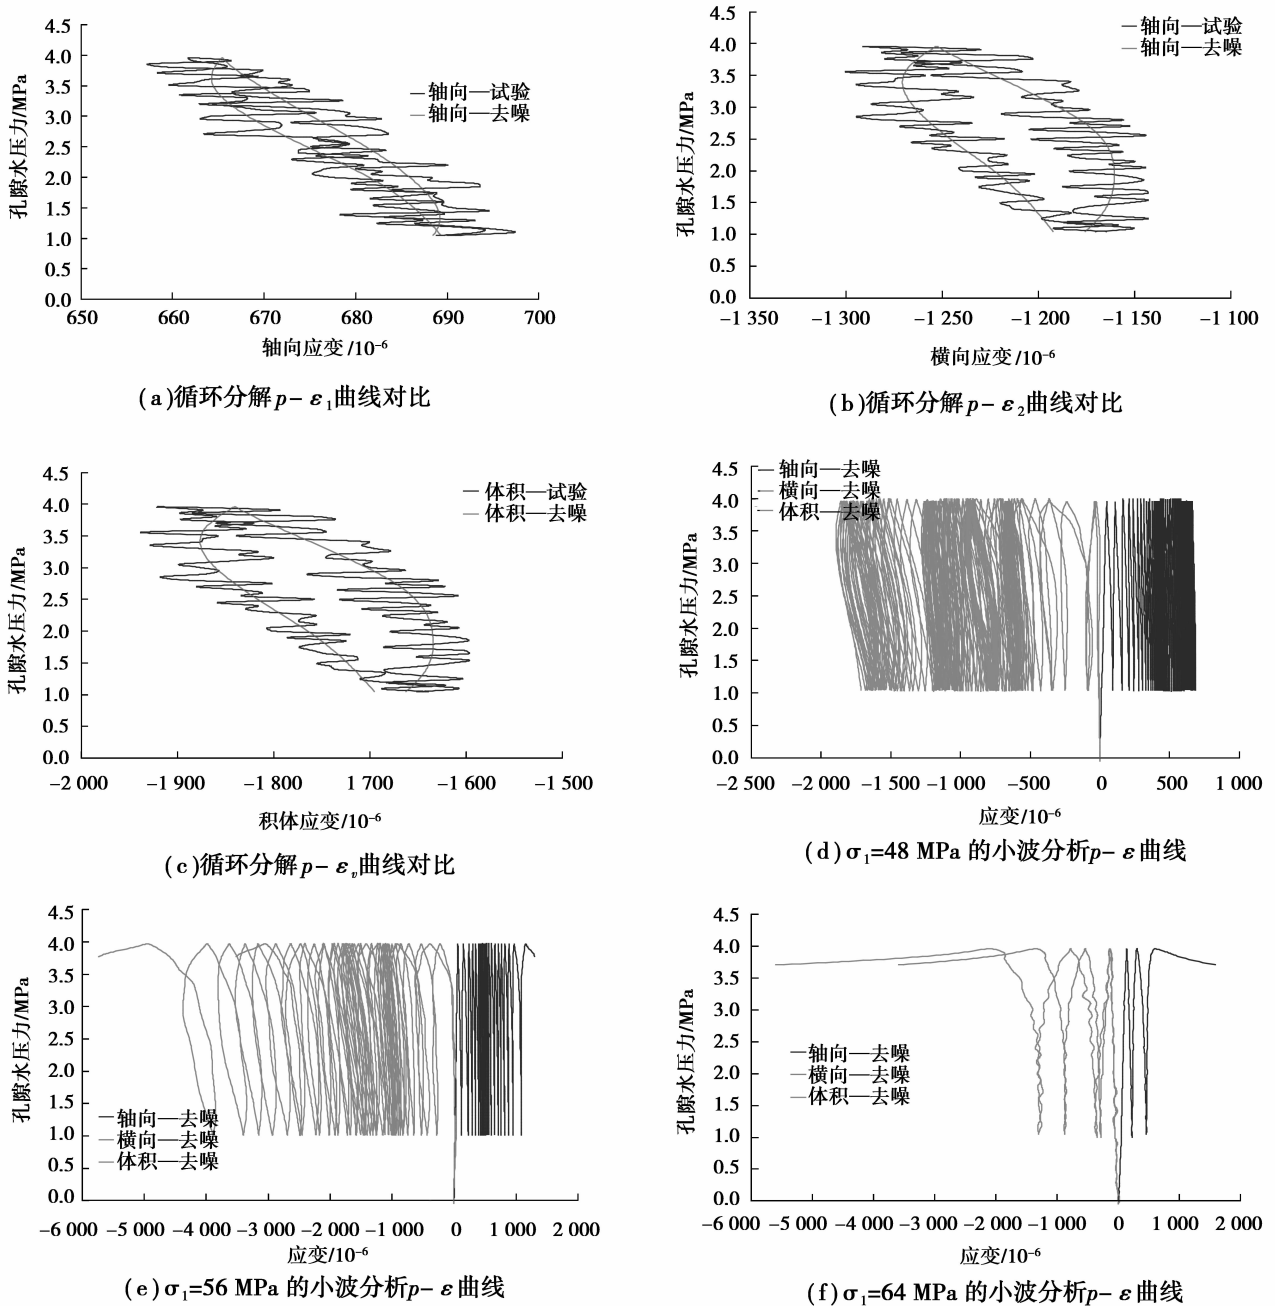 4.5
4.0
3.5
3.0
2.5
2.0
1.5
1.0
0.5
0.0
孔隙水压力/MPa
轴向—试验
轴向—去噪
650 660 670 680 690 700
轴向应变/10⁻⁶
(a)循环分解p-ε₁曲线对比
4.5
4.0
3.5
3.0
2.5
2.0
1.5
1.0
0.5
0.0
孔隙水压力/MPa
轴向—试验
轴向—去噪
-1 350 -1 300 -1 250 -1 200 -1 150 -1 100
横向应变/10⁻⁶
(b)循环分解p-ε₂曲线对比
4.5
4.0
3.5
3.0
2.5
2.0
1.5
1.0
0.5
0.0
孔隙水压力/MPa
体积—试验
体积—去噪
-2 000 -1 900 -1 800 -1 700 -1 600 -1 500
积体应变/10⁻⁶
(c)循环分解p-εᵥ曲线对比
4.5
4.0
3.5
3.0
2.5
2.0
1.5
1.0
0.5
0.0
孔隙水压力/MPa
轴向—去噪
横向—去噪
体积—去噪
-2 500 -2 000 -1 500 -1 000 -500 0 500 1 000
应变/10⁻⁶
(d)σ₁=48 MPa 的小波分析p-ε曲线
4.5
4.0
3.5
3.0
2.5
2.0
1.5
1.0
0.5
0.0
孔隙水压力/MPa
轴向—去噪
横向—去噪
体积—去噪
-6 000 -5 000 -4 000 -3 000 -2 000 -1 000 0 1 000 2 000
应变/10⁻⁶
(e)σ₁=56 MPa 的小波分析p-ε曲线
4.5
4.0
3.5
3.0
2.5
2.0
1.5
1.0
0.5
0.0
孔隙水压力/MPa
轴向—去噪
横向—去噪
体积—去噪
-6 000 -5 000 -4 000 -3 000 -2 000 -1 000 0 1 000 2 000
应变/10⁻⁶
(f)σ₁=64 MPa 的小波分析p-ε曲线